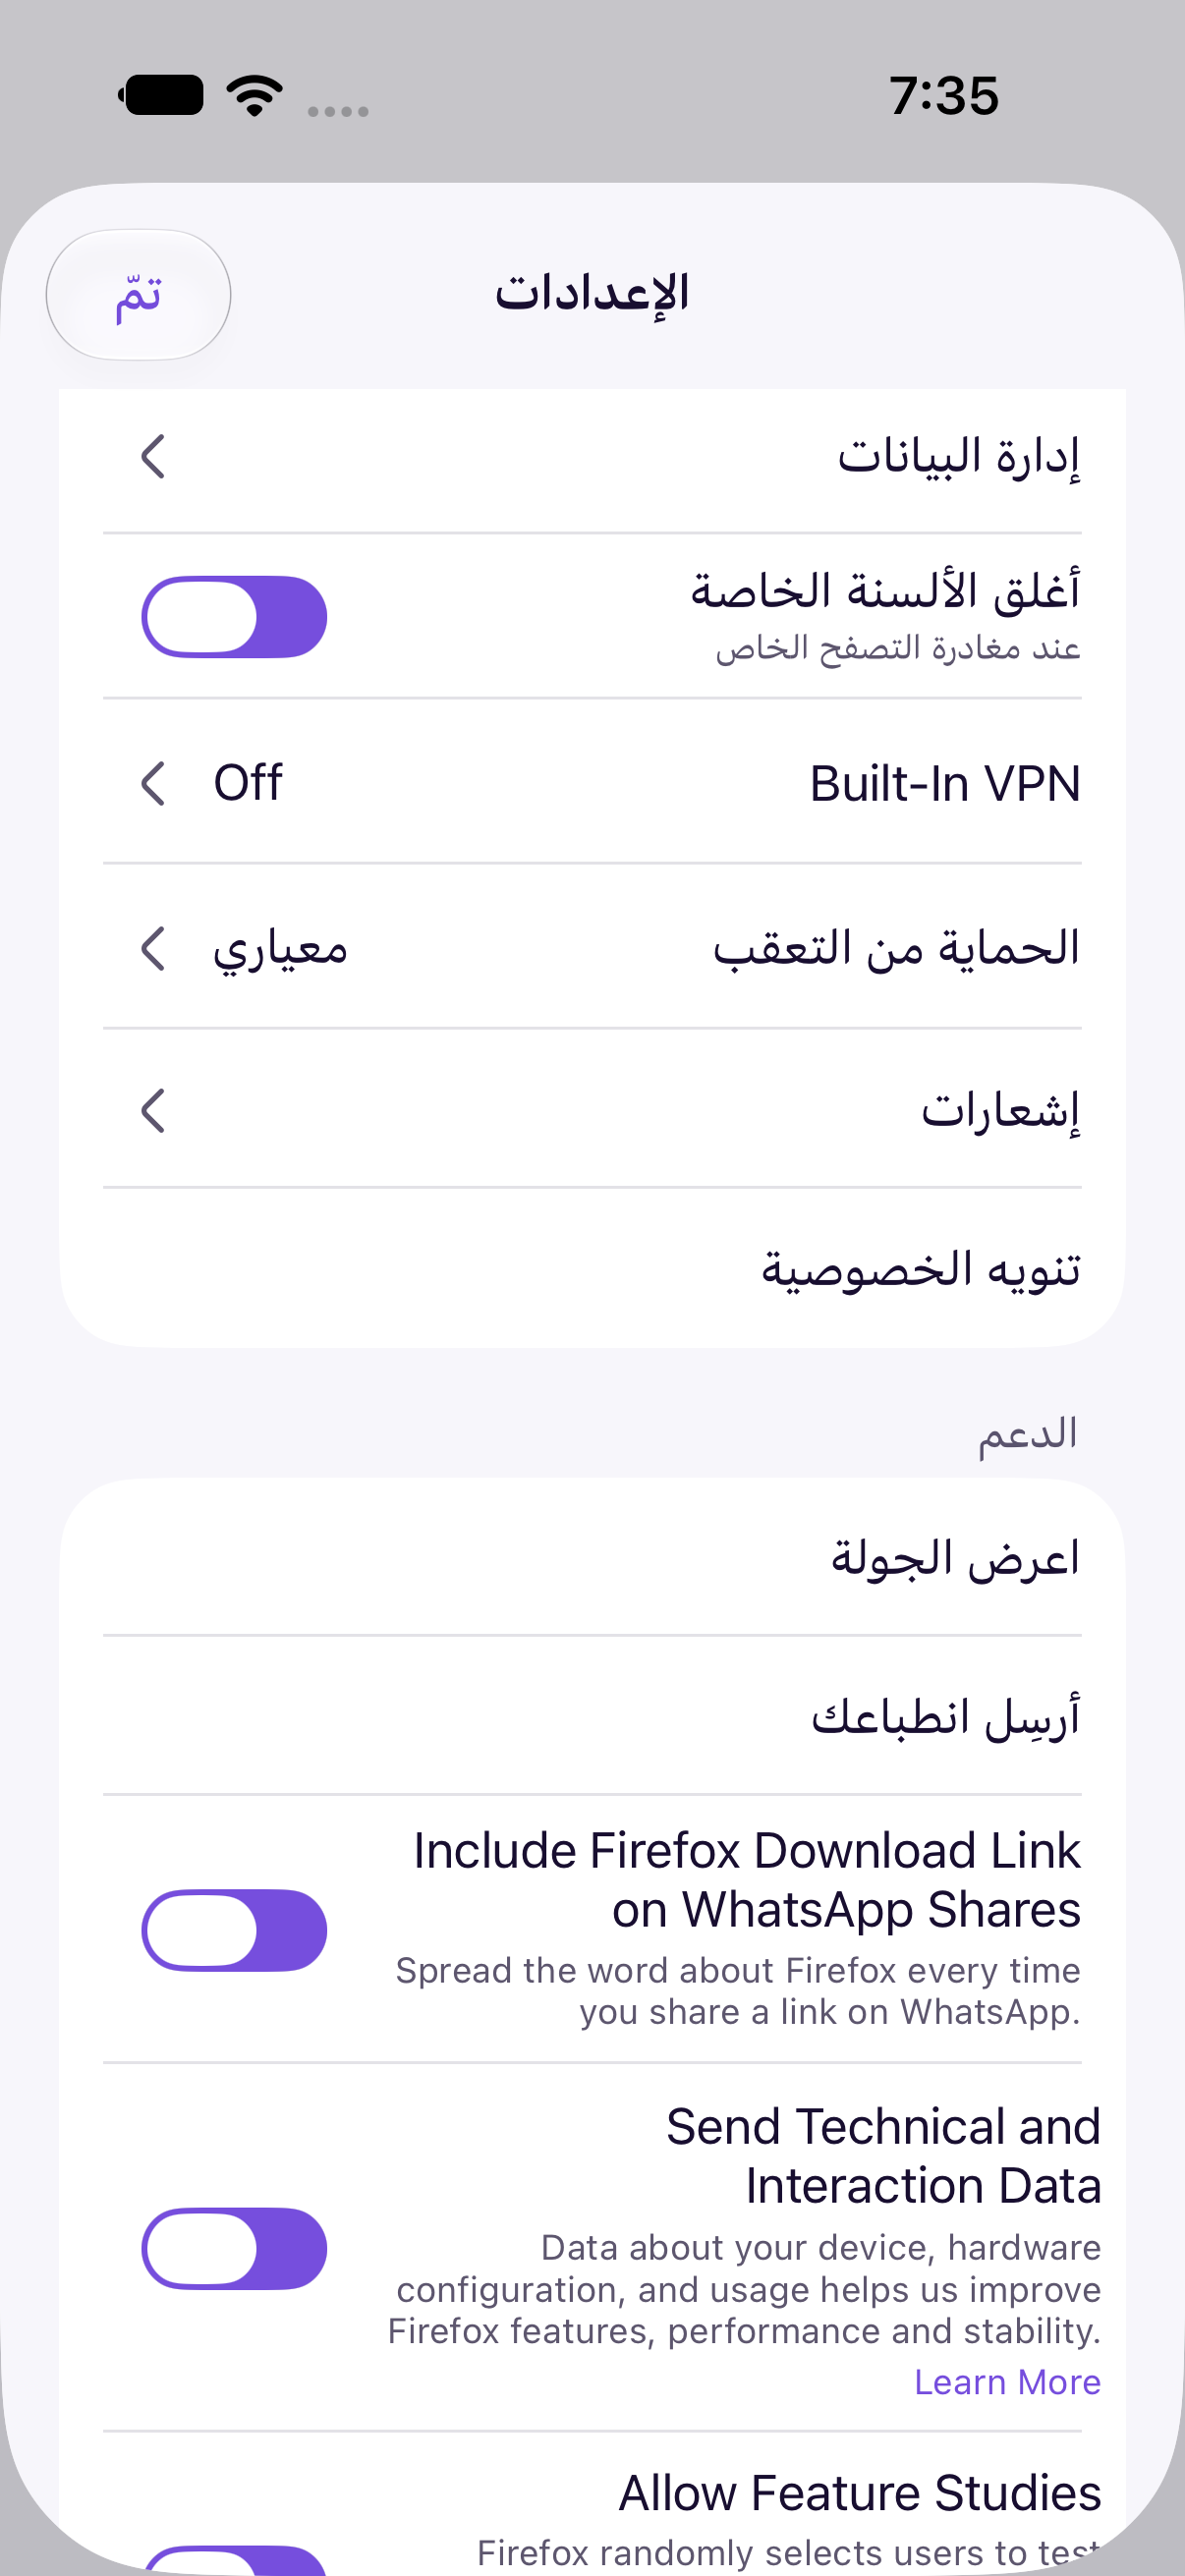 7:35
الإعدادات
تمّ
إدارة البيانات
أغلق الألسنة الخاصة
عند مغادرة التصفح الخاص
Built-In VPN
Off
الحماية من التعقب
معياري
إشعارات
تنويه الخصوصية
الدعم
اعرض الجولة
أرسِل انطباعك
Include Firefox Download Link
on WhatsApp Shares
Spread the word about Firefox every time
you share a link on WhatsApp.
Send Technical and
Interaction Data
Data about your device, hardware
configuration, and usage helps us improve
Firefox features, performance and stability.
Learn More
Allow Feature Studies
Firefox randomly selects users to test